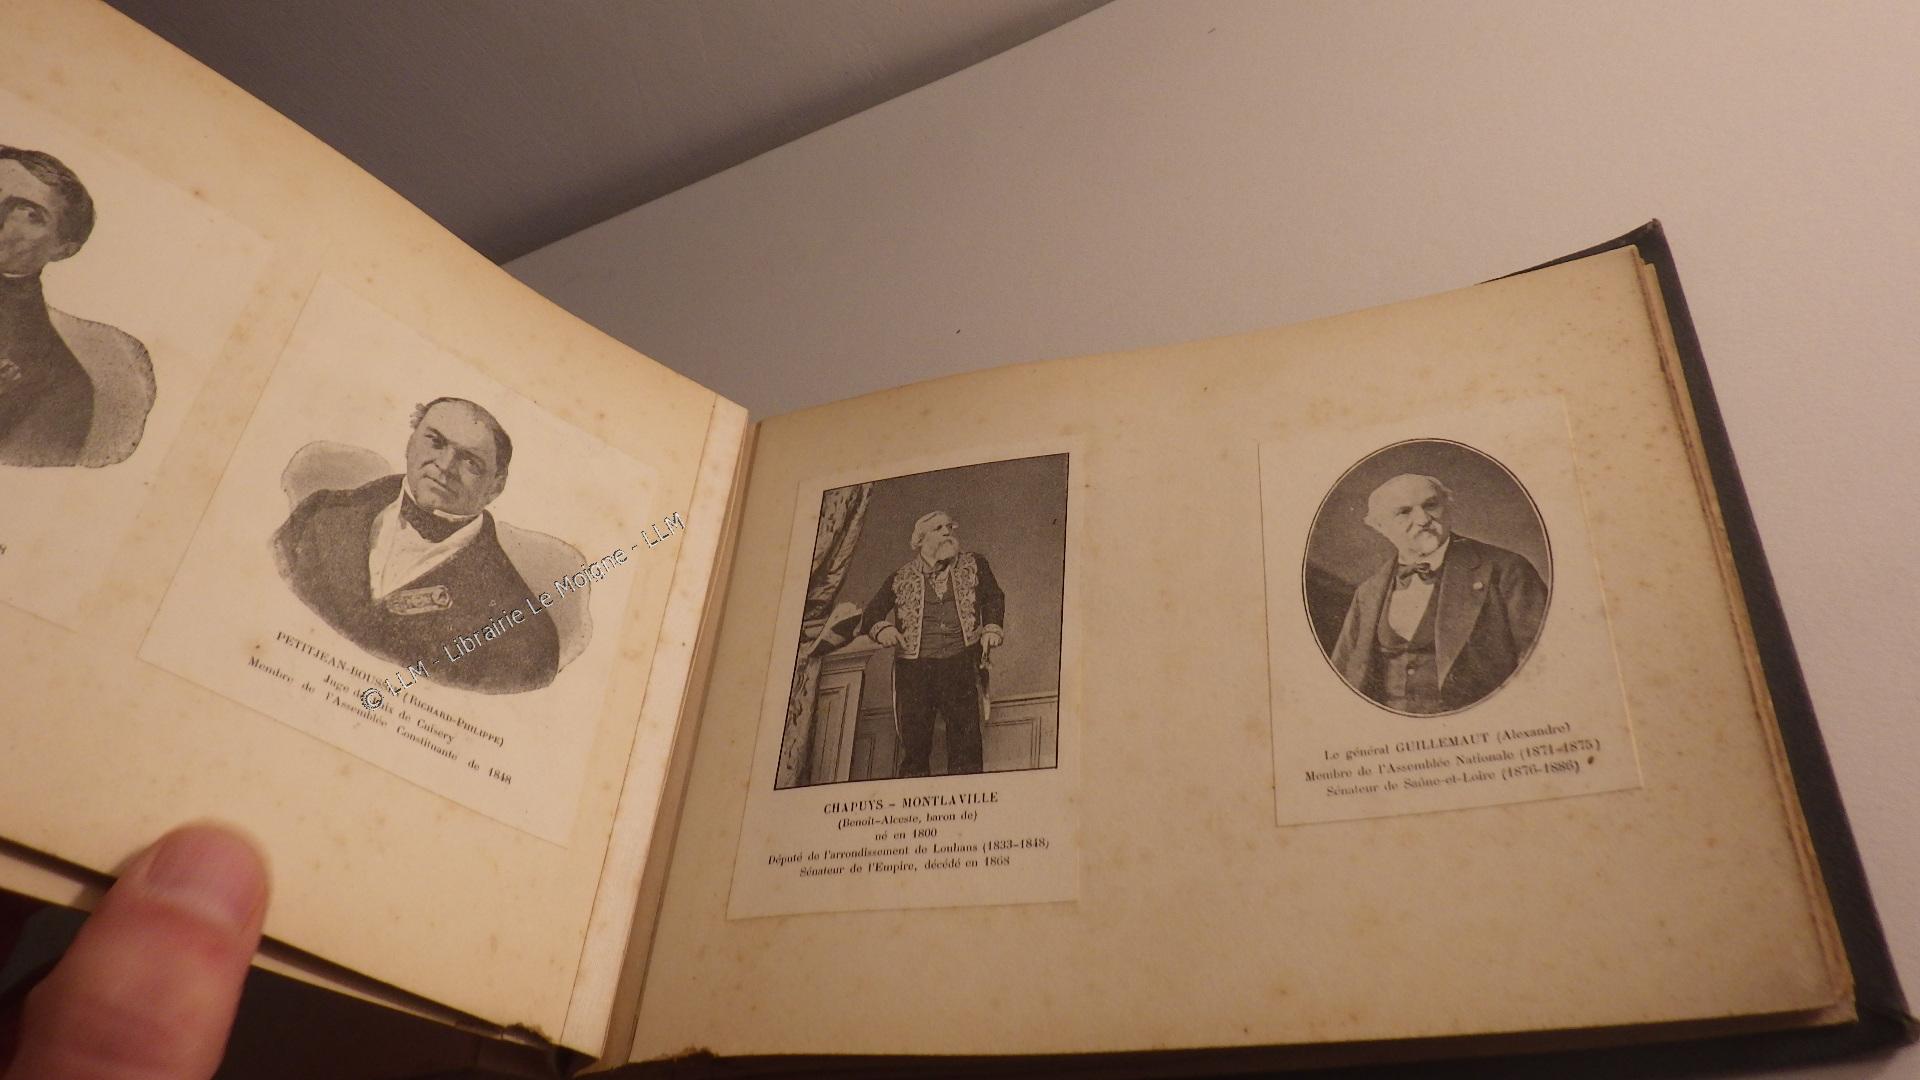 8
PETITJEAN-BOUS (RICHARD-PHILIPPE)
Juge de Paix de Cuisery
Membre de l'Assemblée Constituante de 1848
© LLM - Librairie Le Moigne - LLM
CHAPUYS - MONTLAVILLE
(Benoît-Alceste, baron de)
né en 1800
Député de l'arrondissement de Louhans (1833-1848)
Sénateur de l'Empire, décédé en 1868
Le général GUILLEMAUT (Alexandre)
Membre de l'Assemblée Nationale (1871-1875)
Sénateur de Saône-et-Loire (1876-1886)